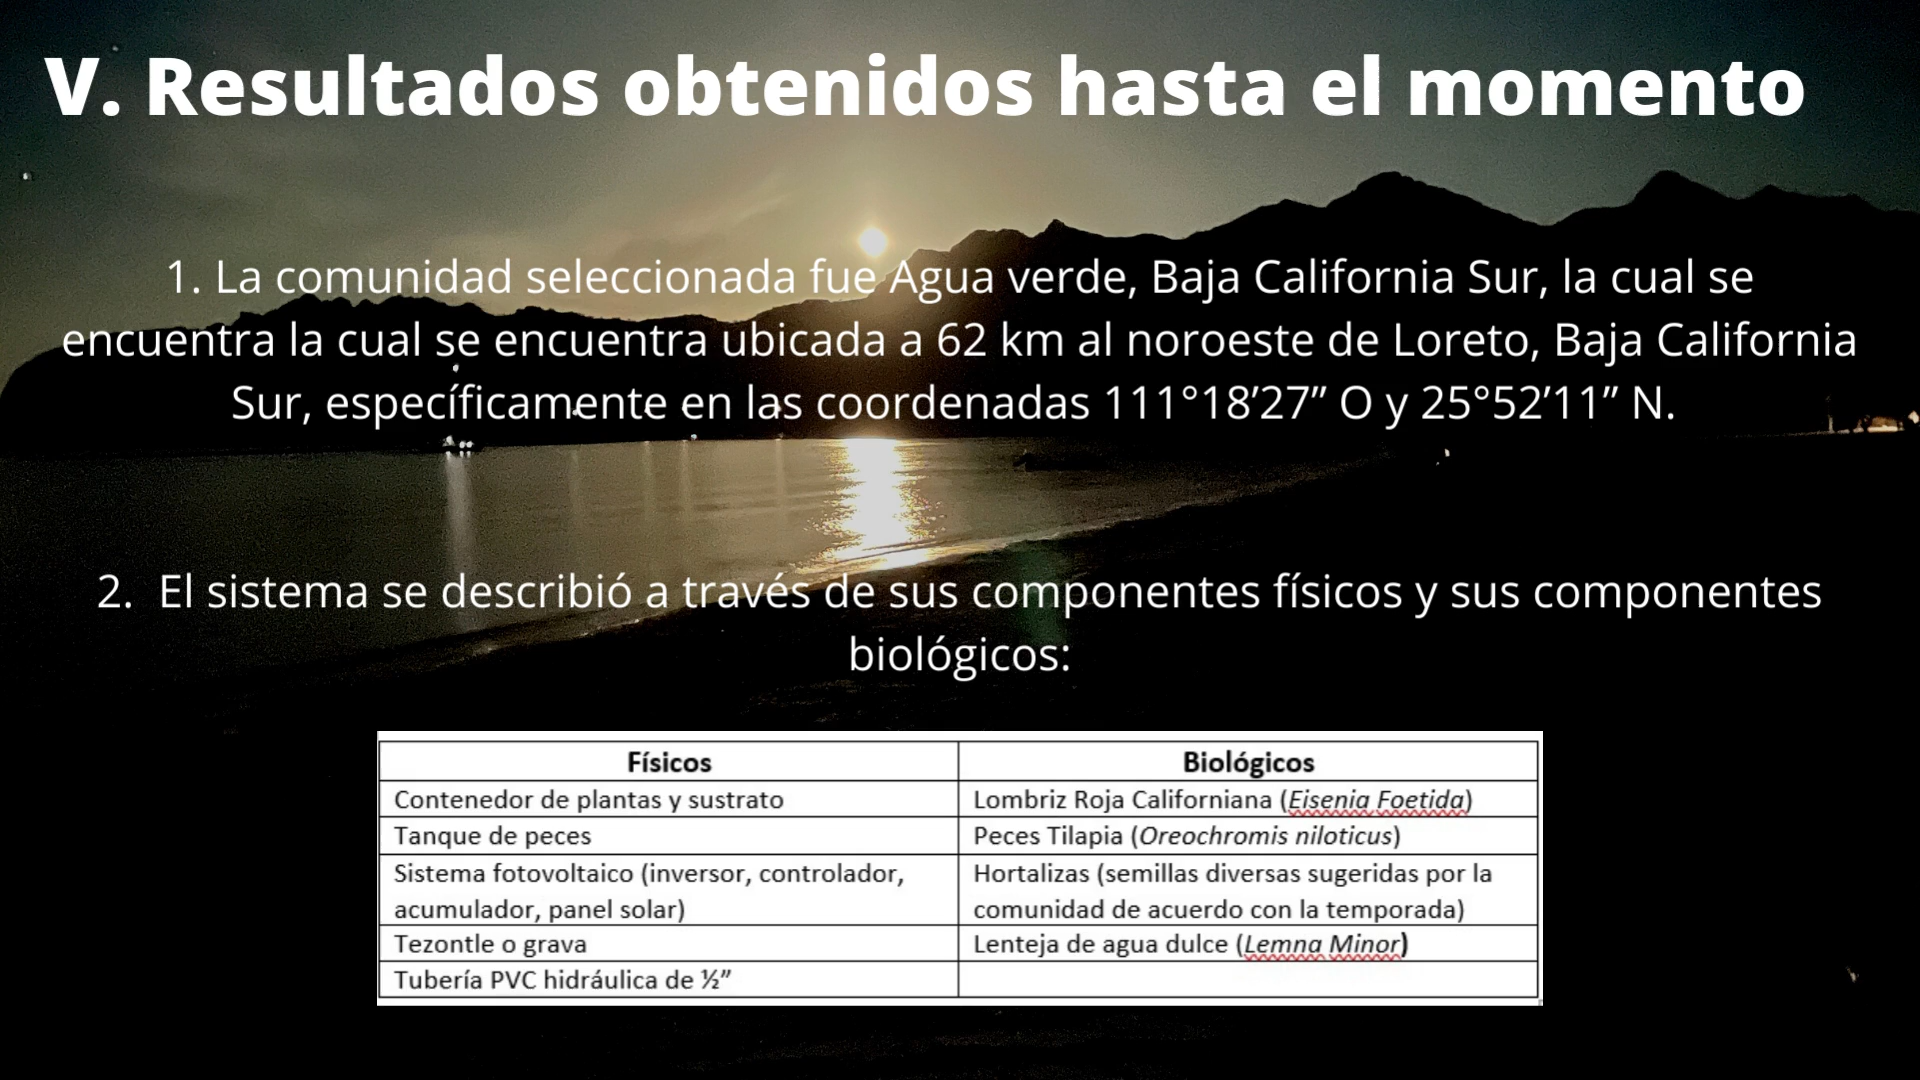 V. Resultados obtenidos hasta el momento
1. La comunidad seleccionada fue Agua verde, Baja California Sur, la cual se
encuentra la cual se encuentra ubicada a 62 km al noroeste de Loreto, Baja California
Sur, específicamente en las coordenadas 111°18’27” O y 25°52’11” N.
2. El sistema se describió a través de sus componentes físicos y sus componentes
biológicos:
Físicos Biológicos
Contenedor de plantas y sustrato Lombriz Roja Californiana (Eisenia Foetida)
Tanque de peces Peces Tilapia (Oreochromis niloticus)
Sistema fotovoltaico (inversor, controlador, Hortalizas (semillas diversas sugeridas por la
acumulador, panel solar) comunidad de acuerdo con la temporada)
Tezontle o grava Lenteja de agua dulce (Lemna Minor)
Tubería PVC hidráulica de ½”